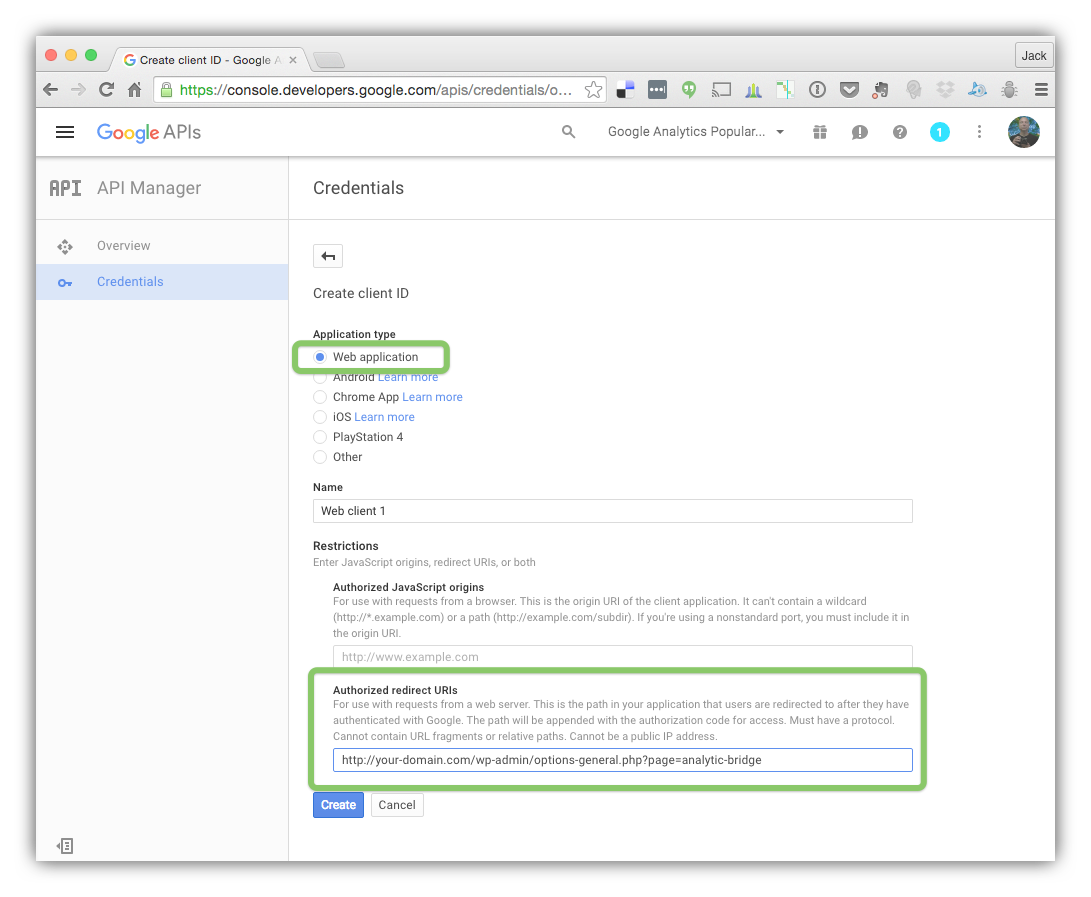 Create client ID - Google A
Jack
https://console.developers.google.com/apis/credentials/o...
Google APIs
Google Analytics Popular...
1
API API Manager
Credentials
Overview
Credentials
Create client ID
Application type
Web application
Android Learn more
Chrome App Learn more
iOS Learn more
PlayStation 4
Other
Name
Web client 1
Restrictions
Enter JavaScript origins, redirect URIs, or both
Authorized JavaScript origins
For use with requests from a browser. This is the origin URI of the client application. It can't contain a wildcard
(http://*.example.com) or a path (http://example.com/subdir). If you're using a nonstandard port, you must include it in
the origin URI.
http://www.example.com
Authorized redirect URIs
For use with requests from a web server. This is the path in your application that users are redirected to after they have
authenticated with Google. The path will be appended with the authorization code for access. Must have a protocol.
Cannot contain URL fragments or relative paths. Cannot be a public IP address.
http://your-domain.com/wp-admin/options-general.php?page=analytic-bridge
Create Cancel